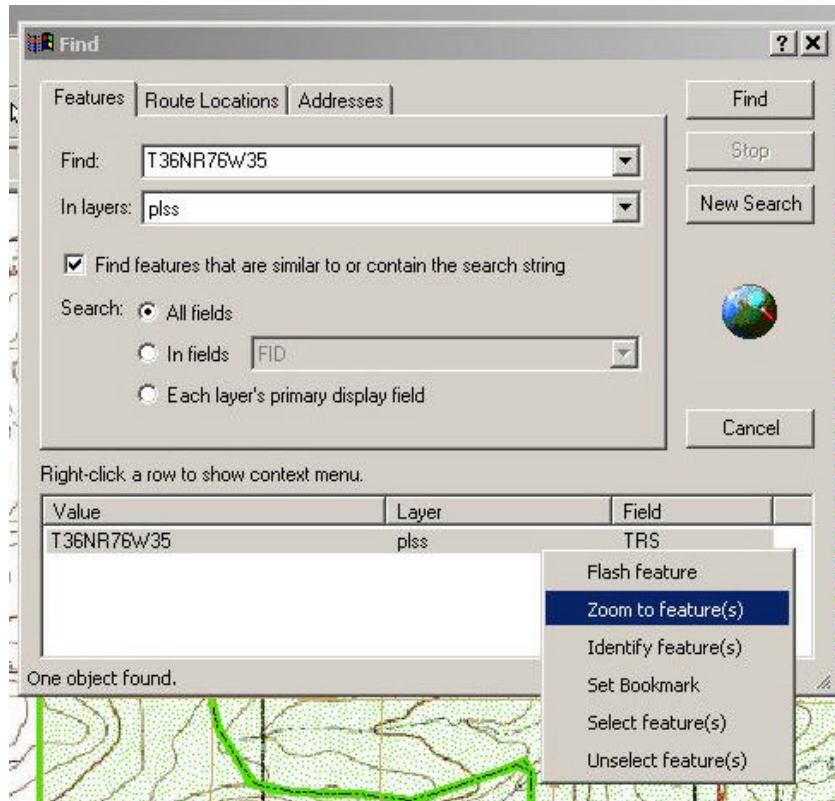 Find
Features Route Locations Addresses
Find
Find: T36NR76W35
Stop
In layers: plss
New Search
Find features that are similar to or contain the search string
Search: All fields
In fields FID
Each layer's primary display field
Cancel
Right-click a row to show context menu.
Value Layer Field
T36NR76W35 plss TRS
Flash feature
Zoom to feature(s)
Identify feature(s)
Set Bookmark
Select feature(s)
Unselect feature(s)
One object found.